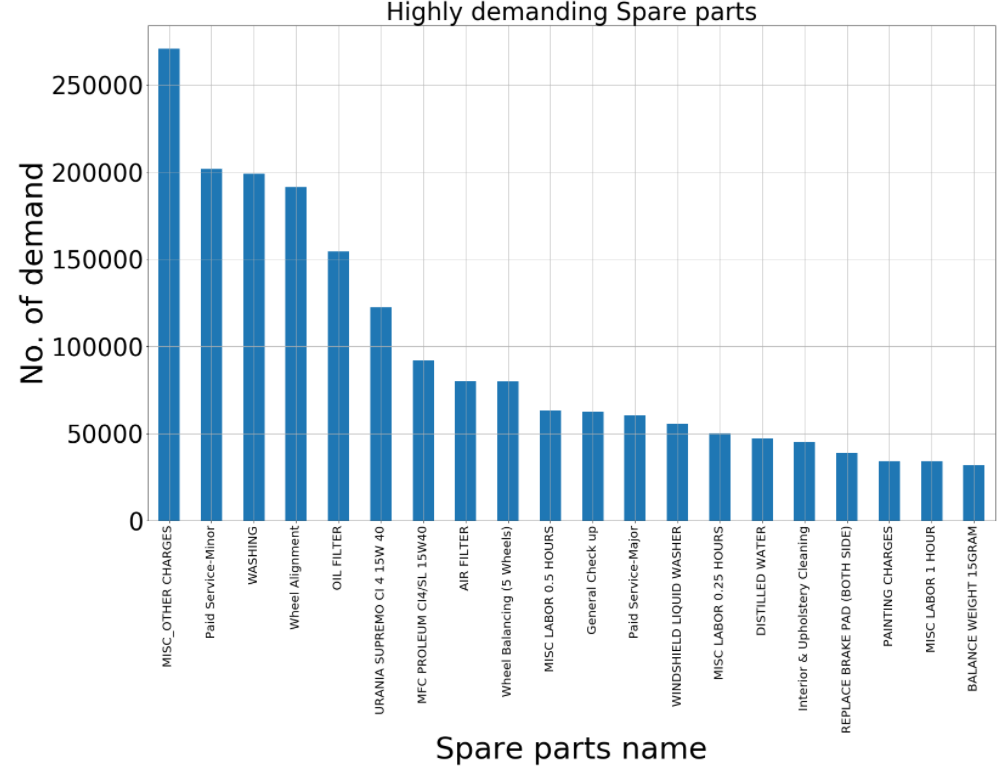 Highly demanding Spare parts
No. of demand
250000
200000
150000
100000
50000
0
MISC_OTHER CHARGES
Paid Service-Minor
WASHING
Wheel Alignment
OIL FILTER
URANIA SUPREMO CI 4 15W 40
MFC PROLEUM CI4/SL 15W40
AIR FILTER
Wheel Balancing (5 Wheels)
MISC LABOR 0.5 HOURS
General Check up
Paid Service-Major
WINDSHIELD LIQUID WASHER
MISC LABOR 0.25 HOURS
DISTILLED WATER
Interior & Upholstery Cleaning
REPLACE BRAKE PAD (BOTH SIDE)
PAINTING CHARGES
MISC LABOR 1 HOUR
BALANCE WEIGHT 15GRAM
Spare parts name